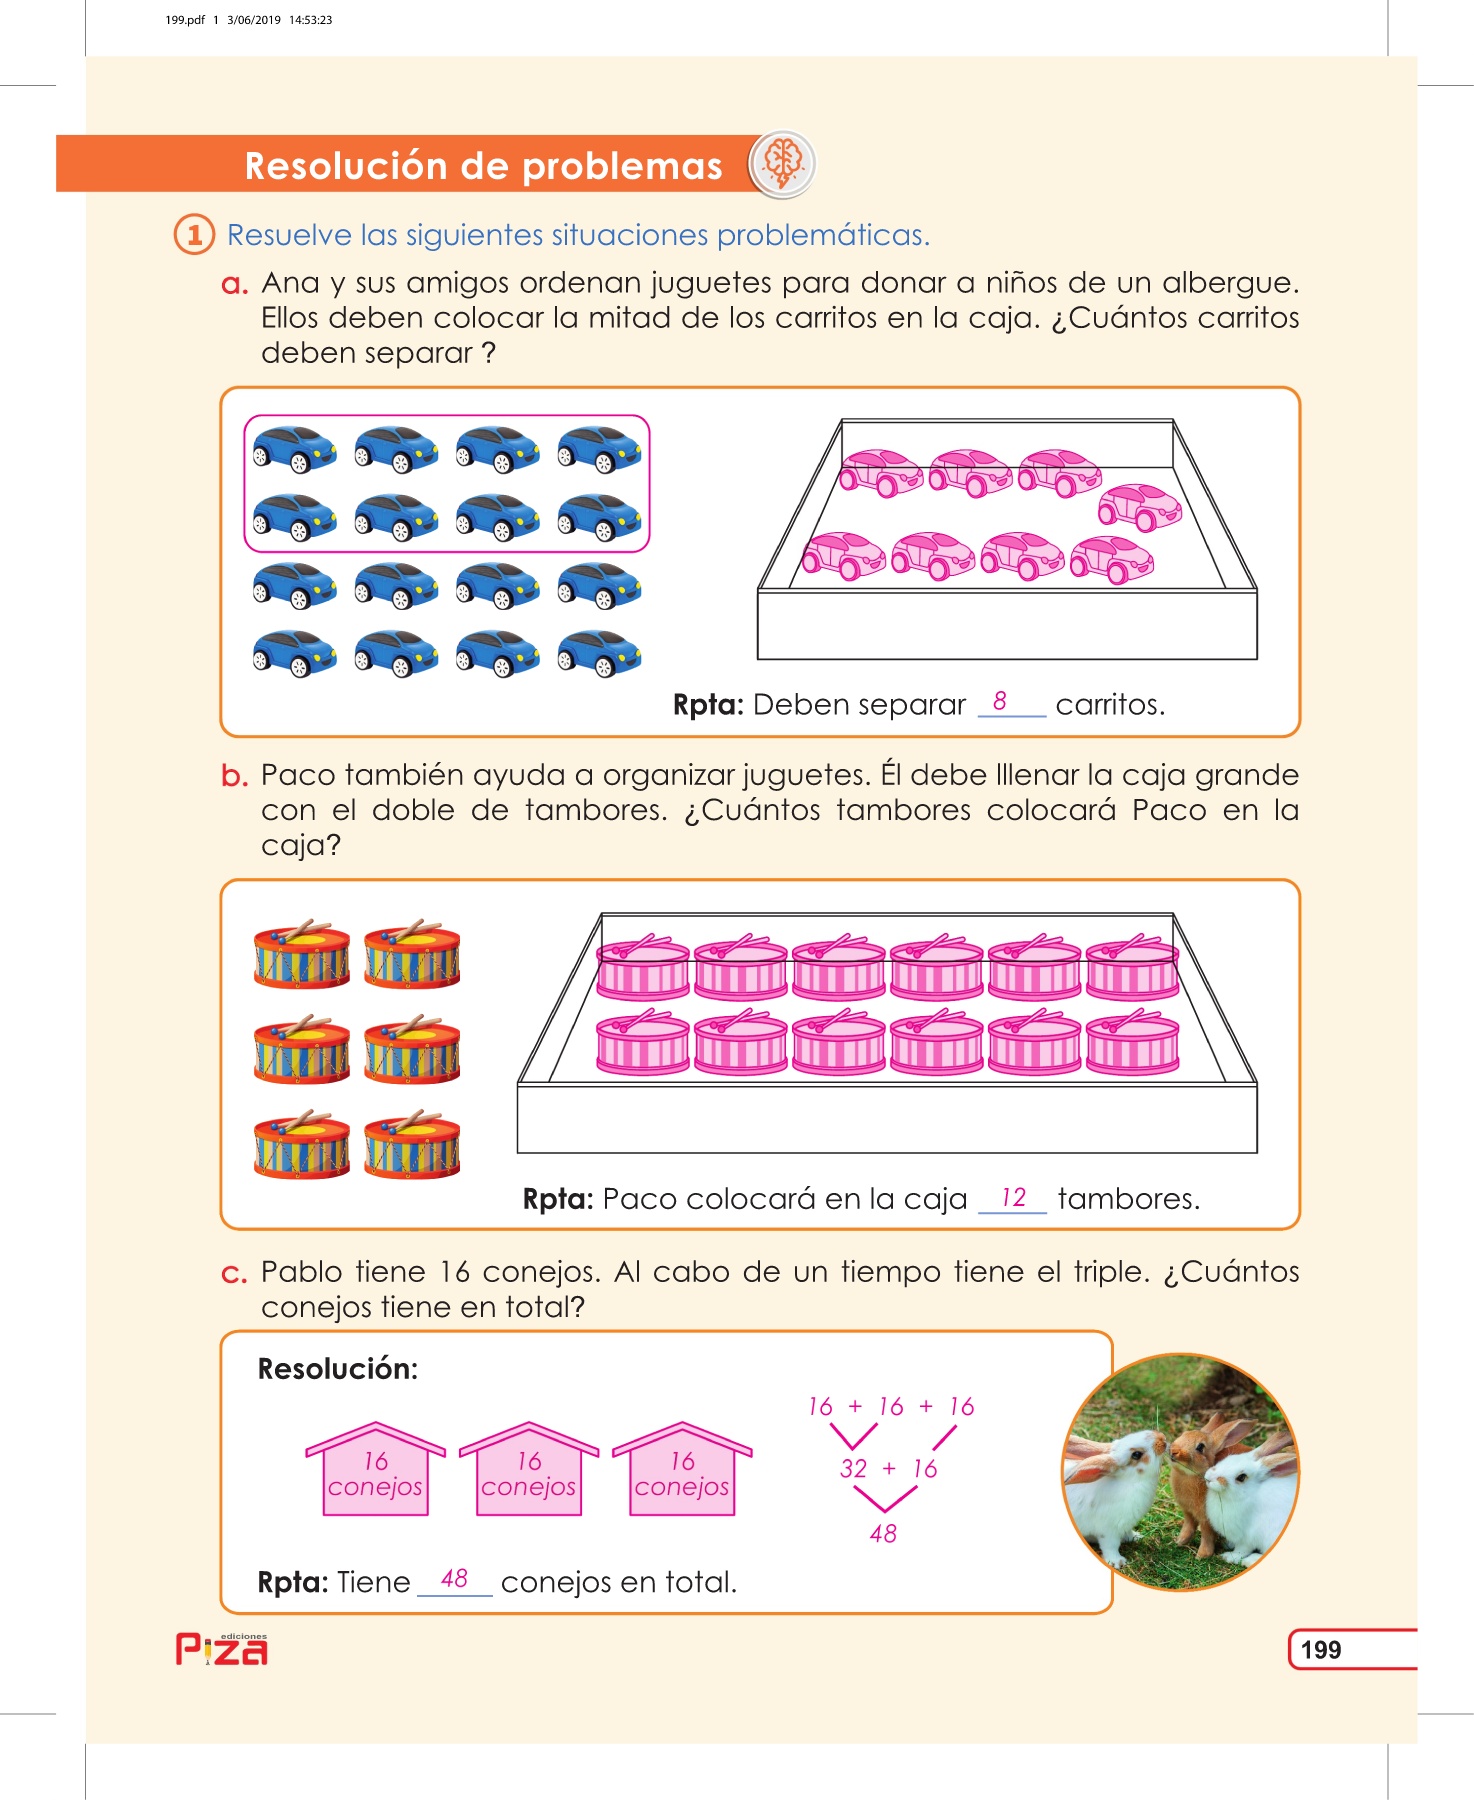 199.pdf 1 3/06/2019 14:53:23
Resolución de problemas
1 Resuelve las siguientes situaciones problemáticas.
a. Ana y sus amigos ordenan juguetes para donar a niños de un albergue.
Ellos deben colocar la mitad de los carritos en la caja. ¿Cuántos carritos
deben separar ?
Rpta: Deben separar 8 carritos.
b. Paco también ayuda a organizar juguetes. Él debe lllenar la caja grande
con el doble de tambores. ¿Cuántos tambores colocará Paco en la
caja?
Rpta: Paco colocará en la caja 12 tambores.
c. Pablo tiene 16 conejos. Al cabo de un tiempo tiene el triple. ¿Cuántos
conejos tiene en total?
Resolución:
16 conejos
16 conejos
16 conejos
16 + 16 + 16
32 + 16
48
Rpta: Tiene 48 conejos en total.
ediciones
Piza
199